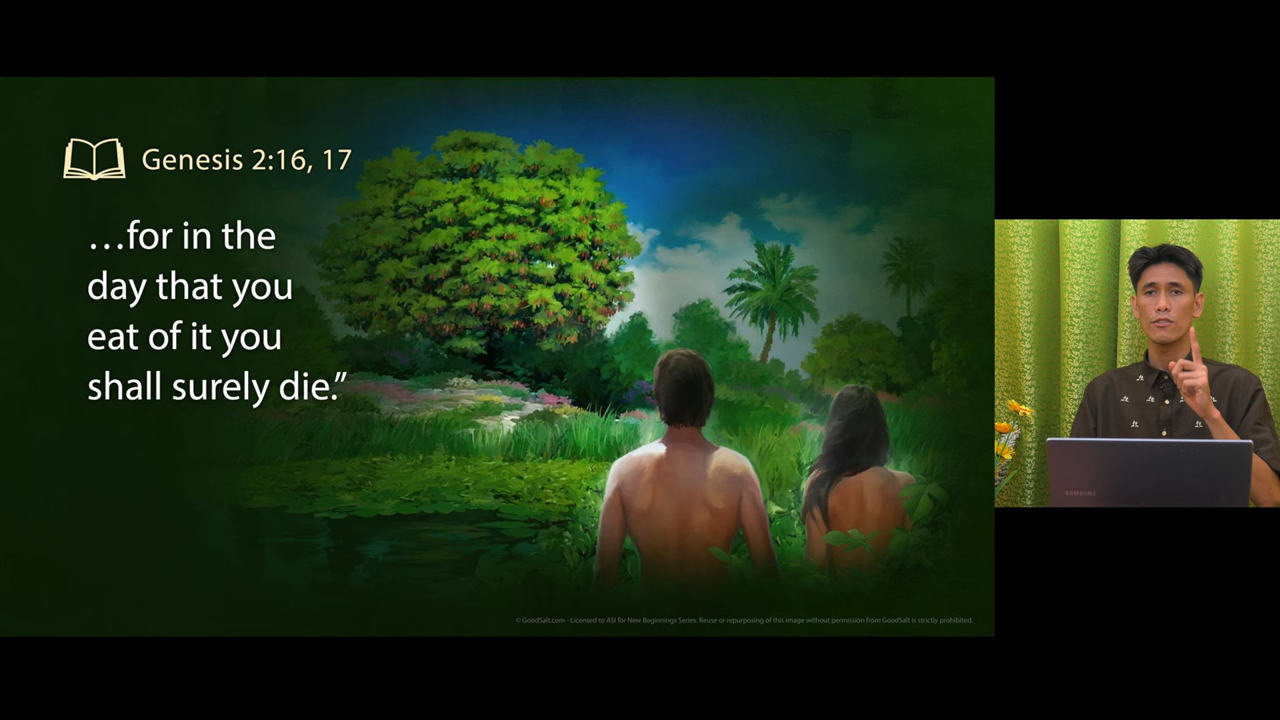 Genesis 2:16, 17
…for in the
day that you
eat of it you
shall surely die.”
© GoodSalt.com - Licensed to ASI for New Beginnings Series. Reuse or repurposing of this image without permission from GoodSalt is strictly prohibited.
SAMSUNG